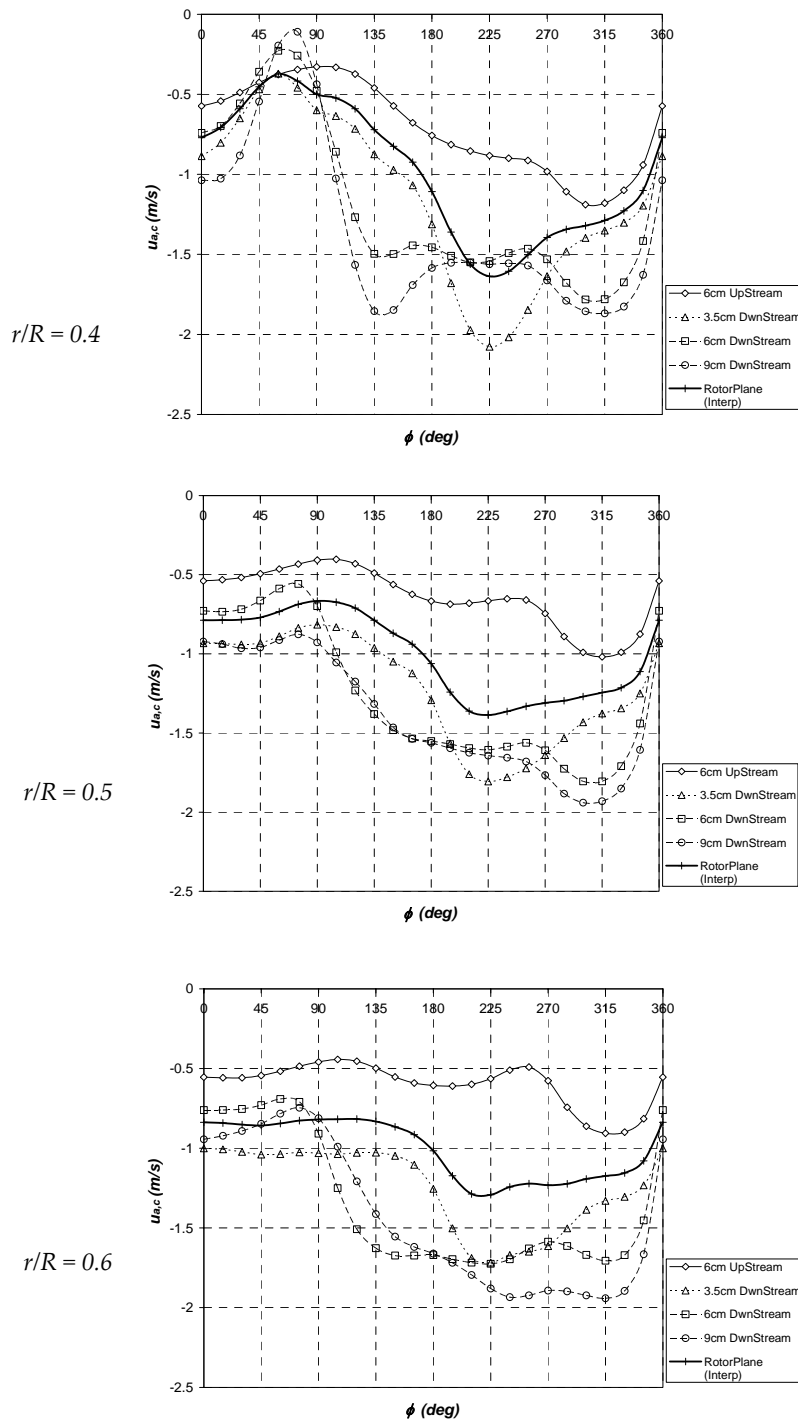 0
0 45 90 135 180 225 270 315 360
-0.5
-1
-1.5
-2
-2.5
u a,c (m/s)
ϕ (deg)
r/R = 0.4
6cm UpStream
3.5cm DwnStream
6cm DwnStream
9cm DwnStream
RotorPlane
(Interp)
0
0 45 90 135 180 225 270 315 360
-0.5
-1
-1.5
-2
-2.5
u a,c (m/s)
ϕ (deg)
r/R = 0.5
6cm UpStream
3.5cm DwnStream
6cm DwnStream
9cm DwnStream
RotorPlane
(Interp)
0
0 45 90 135 180 225 270 315 360
-0.5
-1
-1.5
-2
-2.5
u a,c (m/s)
ϕ (deg)
r/R = 0.6
6cm UpStream
3.5cm DwnStream
6cm DwnStream
9cm DwnStream
RotorPlane
(Interp)